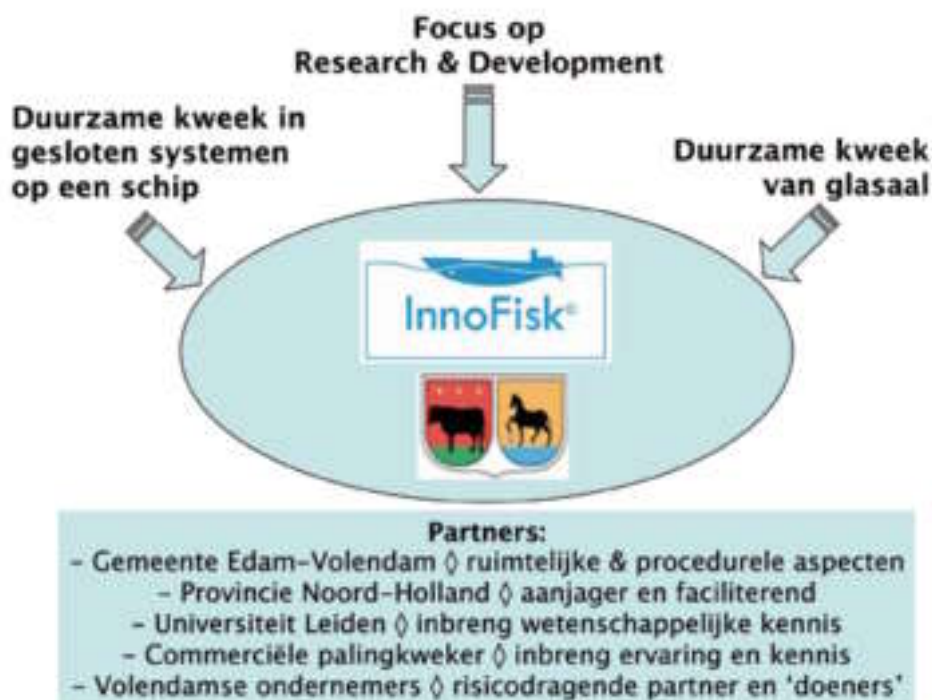 Focus op
Research & Development
Duurzame kweek in
gesloten systemen
op een schip
Duurzame kweek
van glasaal
InnoFisk©
Partners:
– Gemeente Edam–Volendam ◊ ruimtelijke & procedurele aspecten
– Provincie Noord–Holland ◊ aanjager en faciliterend
– Universiteit Leiden ◊ inbreng wetenschappelijke kennis
– Commerciële palingkweker ◊ inbreng ervaring en kennis
– Volendamse ondernemers ◊ risicodragende partner en ‘doeners’